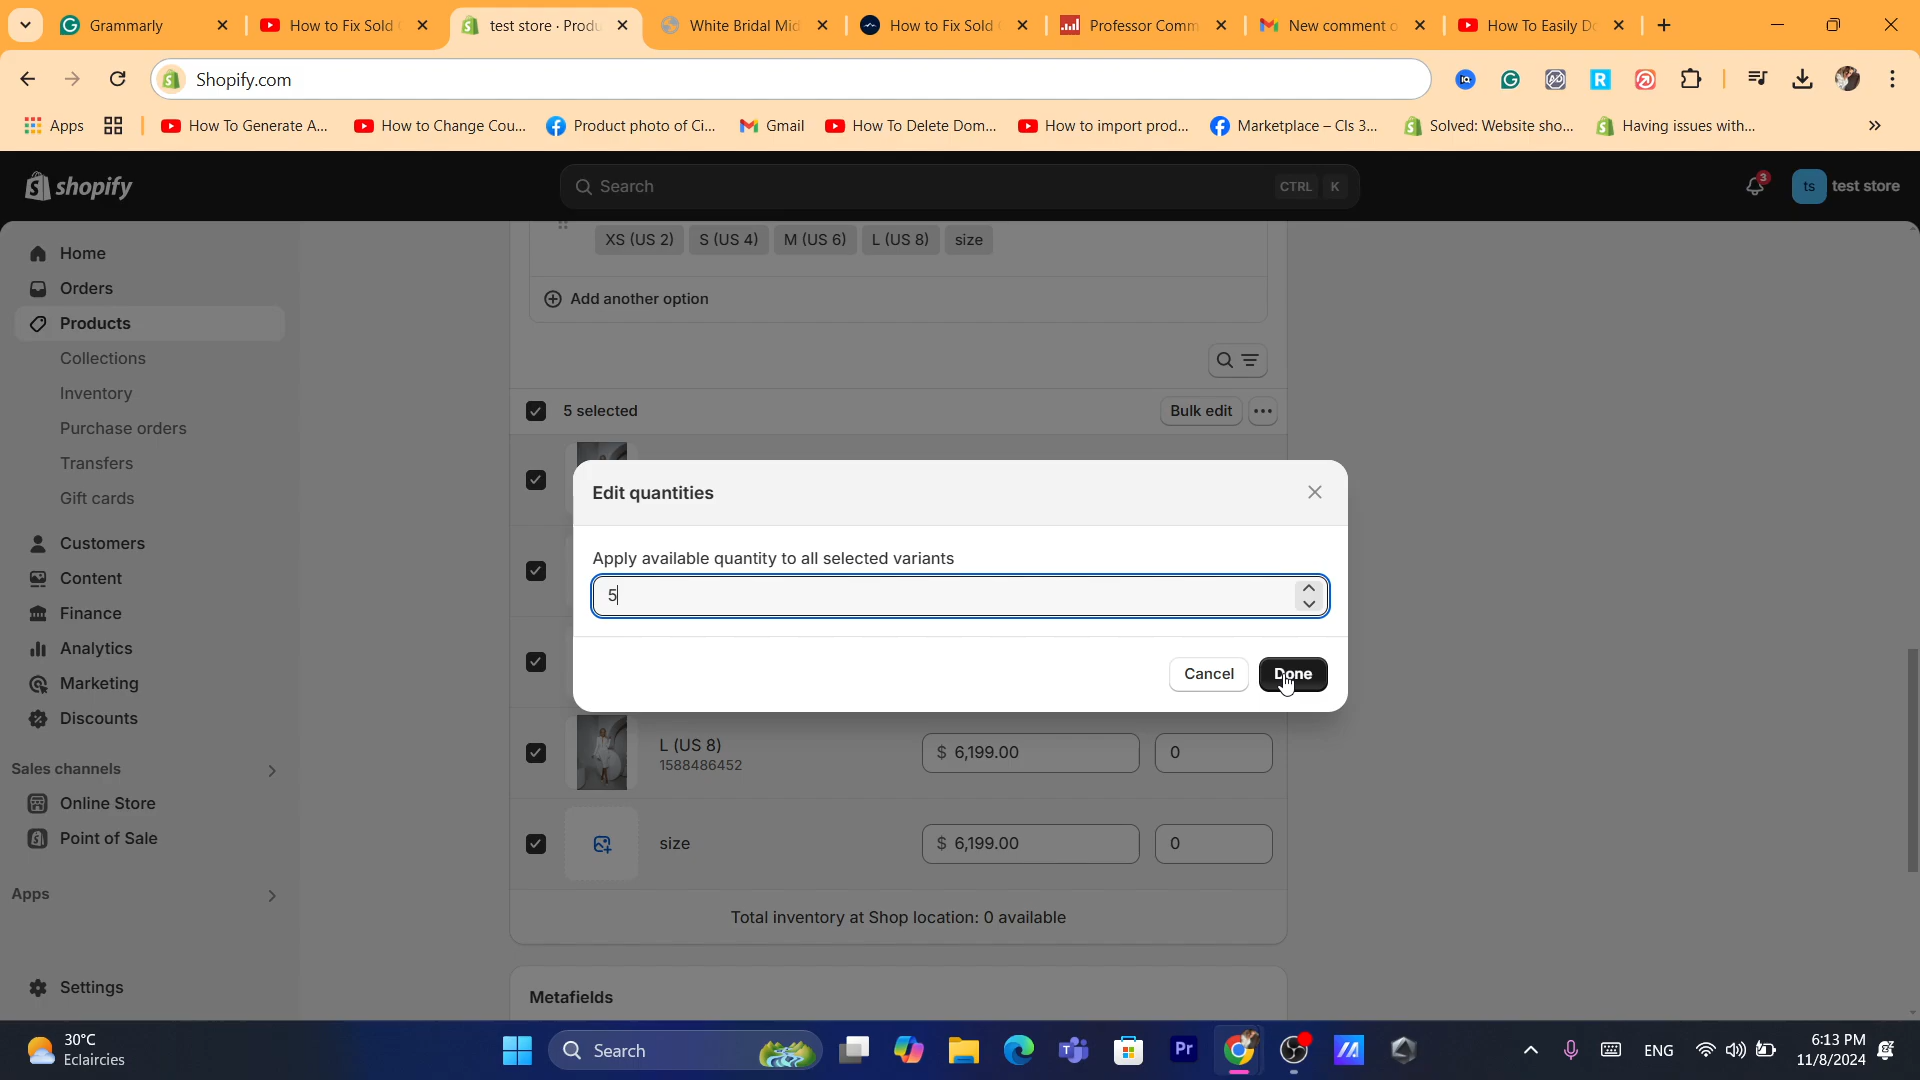 Grammarly
How to Fix Sold
test store · Produ
White Bridal Mid
How to Fix Sold
Professor Comm
New comment o
How To Easily D
Shopify.com
Apps
How To Generate A...
How to Change Cou...
Product photo of Ci...
Gmail
How To Delete Dom...
How to import prod...
Marketplace – Cls 3...
Solved: Website sho...
Having issues with...
shopify
Search
CTRL K
3
ts
test store
Home
Orders
Products
Collections
Inventory
Purchase orders
Transfers
Gift cards
Customers
Content
Finance
Analytics
Marketing
Discounts
Sales channels
Online Store
Point of Sale
Apps
Settings
XS (US 2) S (US 4) M (US 6) L (US 8) size
Add another option
5 selected
Bulk edit
Edit quantities
Apply available quantity to all selected variants
5
Cancel
Done
L (US 8)
1588486452
$ 6,199.00
0
size
$ 6,199.00
0
Total inventory at Shop location: 0 available
Metafields
30°C
Eclaircies
Search
Pr
ENG
6:13 PM
11/8/2024